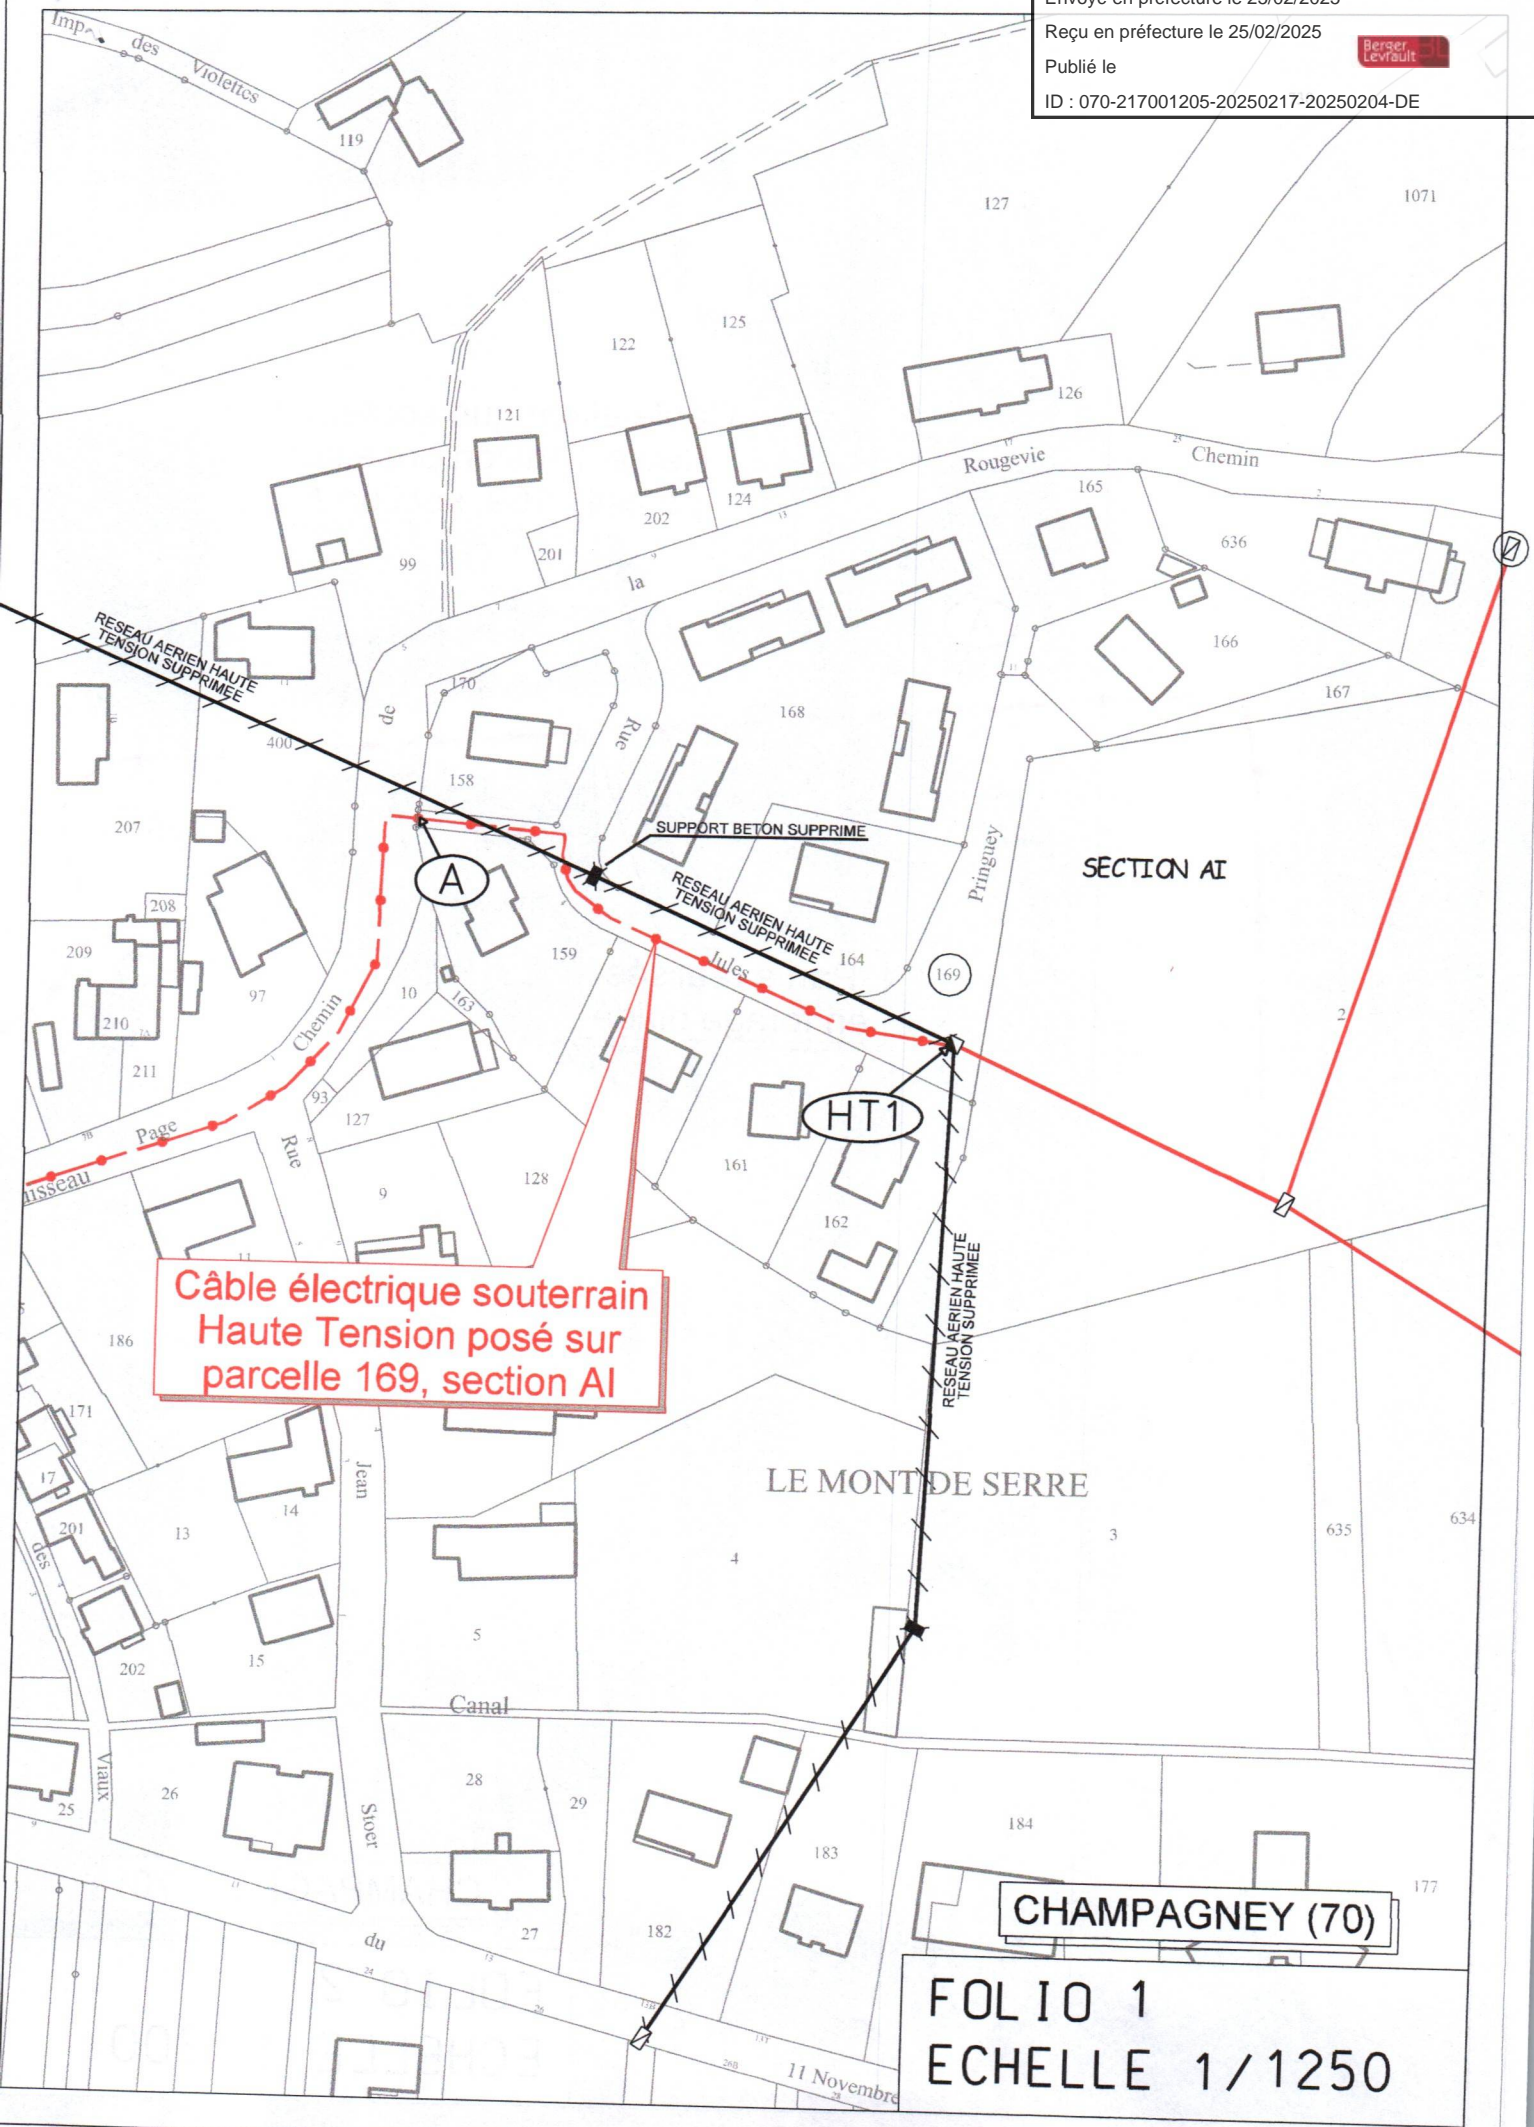 Reçu en préfecture le 25/02/2025
Publié le
Berger
Levrault
ID : 070-217001205-20250217-20250204-DE
Imp
des
Violettes
119
127
1071
122
125
121
126
Rougevie
Chemin
202
124
165
636
201
99
la
166
167
RESEAU AERIEN HAUTE
TENSION SUPPRIMEE
170
168
de
Rue
400
158
207
SUPPORT BETON SUPPRIME
A
Pringuey
SECTION AI
RESEAU AERIEN HAUTE
TENSION SUPPRIMEE
208
209
159
Jules
164
169
97
10
163
Chemin
210
2
211
93
127
HT1
Page
Rue
161
128
9
162
11
RESEAU AERIEN HAUTE
TENSION SUPPRIMEE
Câble électrique souterrain
Haute Tension posé sur
parcelle 169, section AI
186
171
17
Jean
LE MONT DE SERRE
14
201
13
des
4
3
635
634
5
15
202
Canal
Viaux
26
25
28
29
Stoer
183
184
177
27
182
du
CHAMPAGNEY (70)
FOLIO 1
ECHELLE 1/1250
11 Novembre